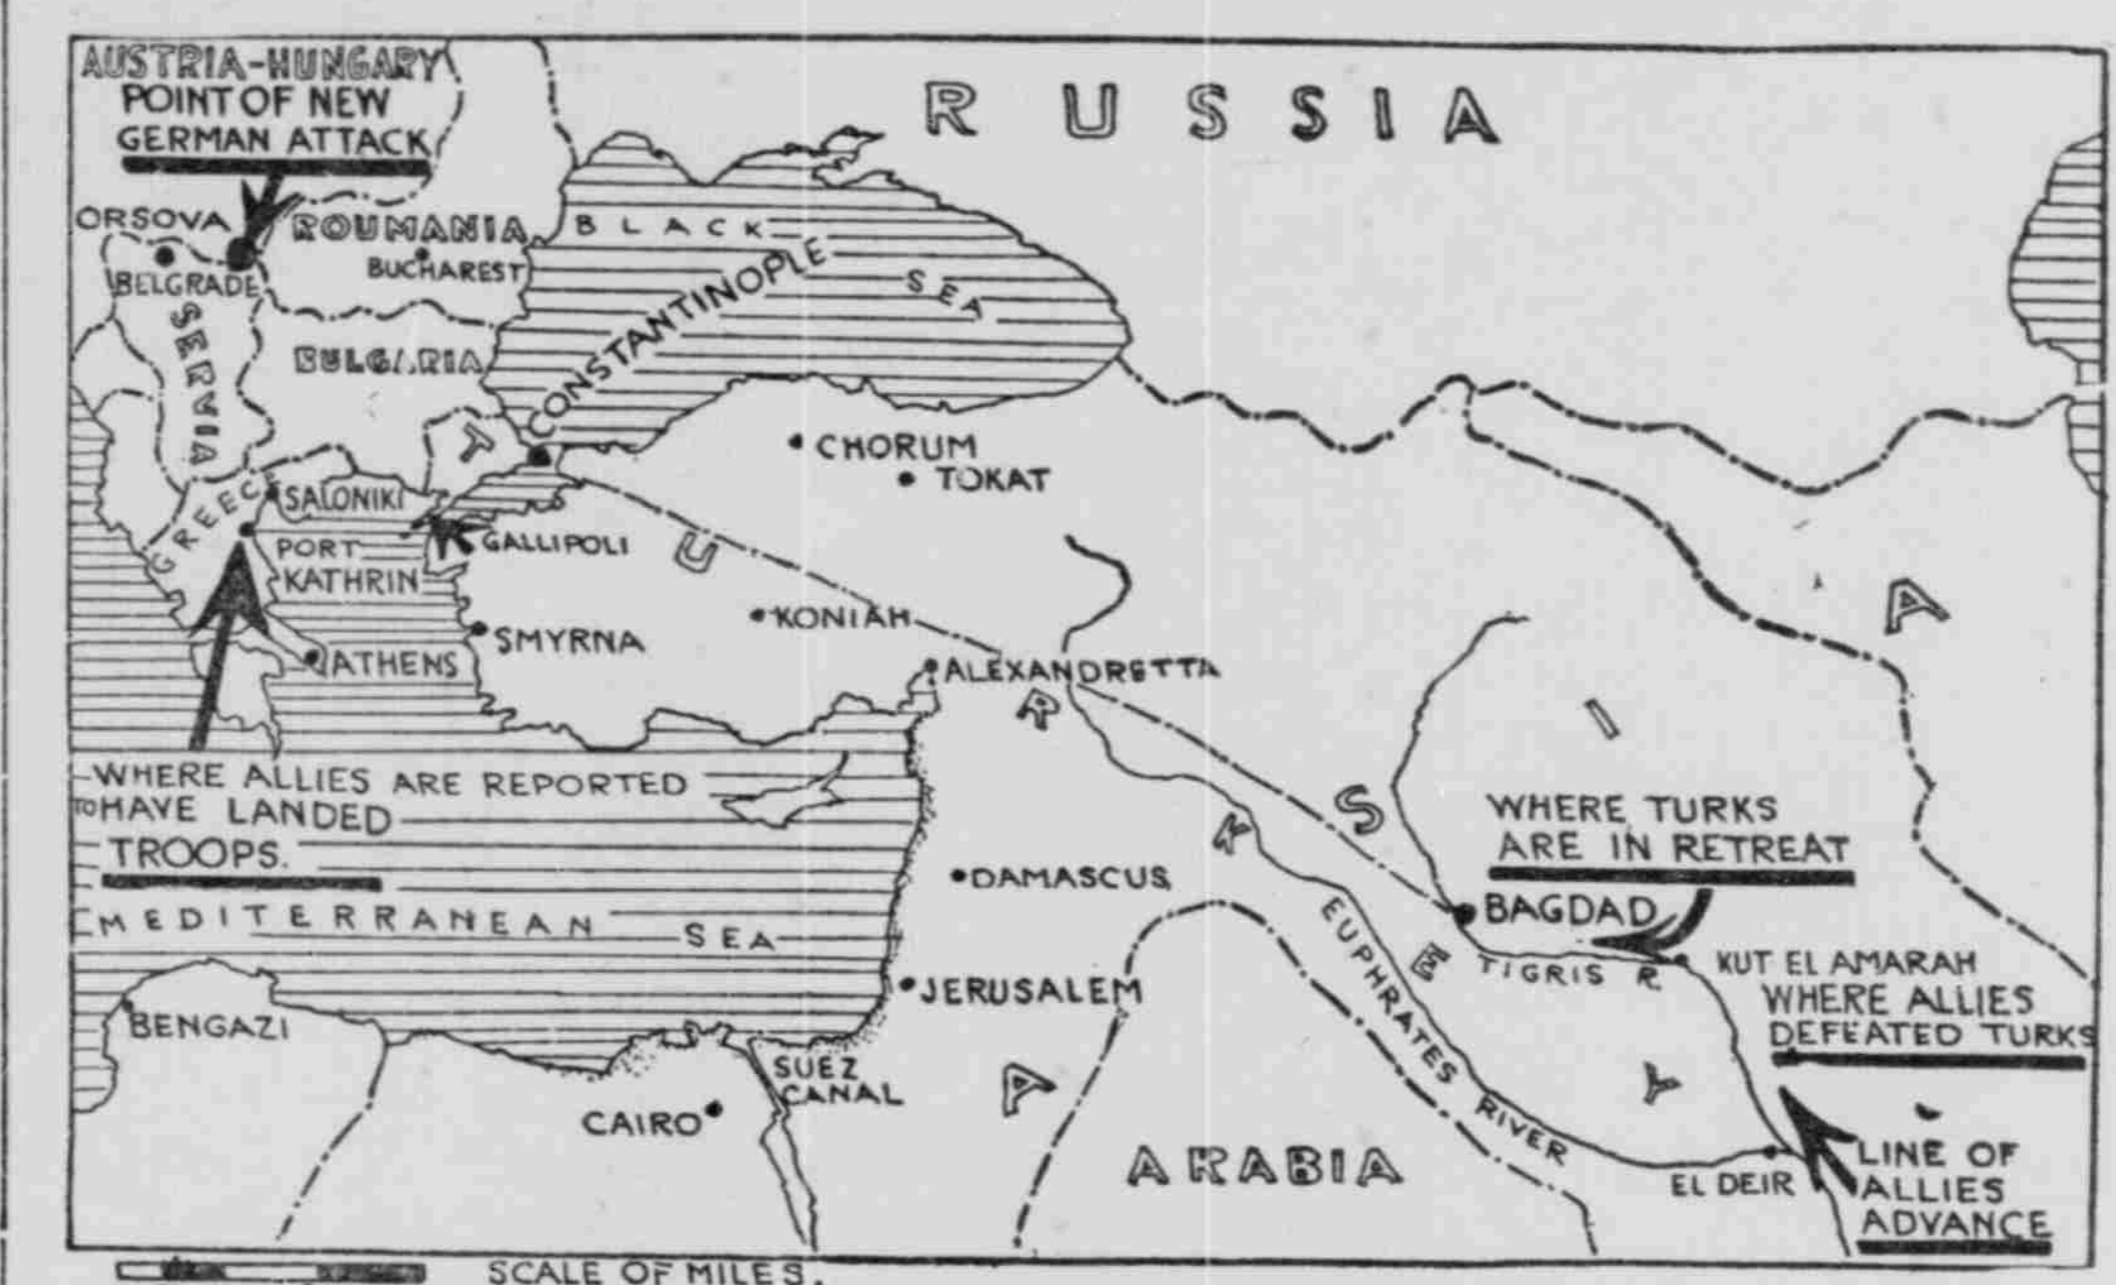 AUSTRIA-HUNGARY
POINT OF NEW
GERMAN ATTACK
RUSSIA
ORSOVA
ROUMANIA
BLACK
SEA
BELGRADE
BUCHAREST
CONSTANTINOPLE
SERVIA
BULGARIA
CHORUM
TOKAT
GREECE
SALONIKI
PORT
KATHRIN
GALLIPOLI
KONIAH
SMYRNA
ATHENS
ALEXANDRETTA
TURKEY
ASIA
WHERE ALLIES ARE REPORTED
TO HAVE LANDED
TROOPS.
WHERE TURKS
ARE IN RETREAT
DAMASCUS
BAGDAD
MEDITERRANEAN SEA
EUPHRATES RIVER
TIGRIS R.
KUT EL AMARAH
WHERE ALLIES
DEFEATED TURKS
JERUSALEM
BENGAZI
SUEZ
CANAL
CAIRO
ARABIA
EL DEIR
LINE OF
ALLIES
ADVANCE
SCALE OF MILES.